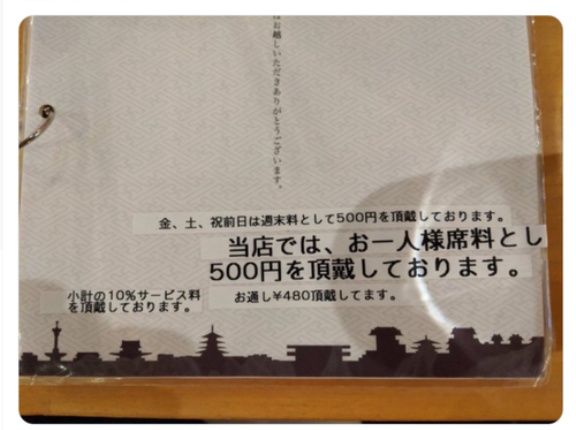 お越しいただきありがとうございます。
金、土、祝前日は週末料として500円を頂戴しております。
当店では、お一人様席料とし
500円を頂戴しております。
小計の10%サービス料
を頂戴しております。
お通し¥480頂戴してます。